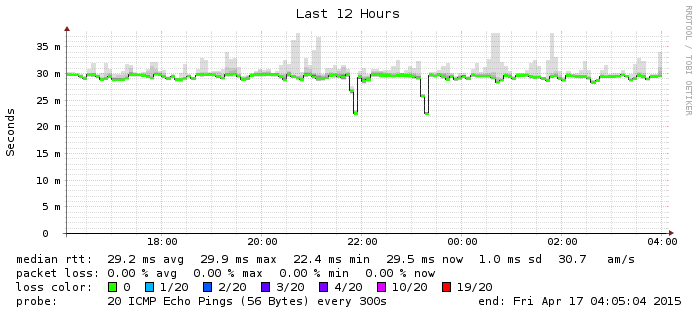 Last 12 Hours
RRDTOOL / TOBI OETIKER
Seconds
35 m
30 m
25 m
20 m
15 m
10 m
5 m
0
18:00 20:00 22:00 00:00 02:00 04:00
median rtt: 29.2 ms avg 29.9 ms max 22.4 ms min 29.5 ms now 1.0 ms sd 30.7 am/s
packet loss: 0.00 % avg 0.00 % max 0.00 % min 0.00 % now
loss color: 0 1/20 2/20 3/20 4/20 10/20 19/20
probe: 20 ICMP Echo Pings (56 Bytes) every 300s end: Fri Apr 17 04:05:04 2015